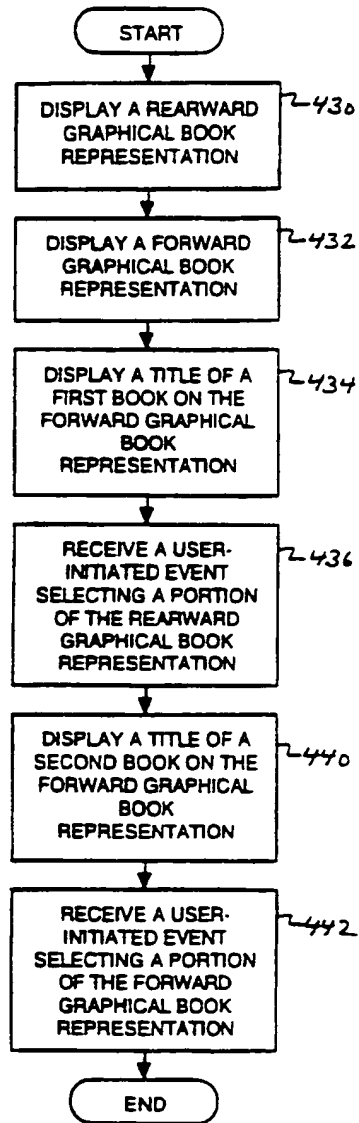 START
DISPLAY A REARWARD
GRAPHICAL BOOK
REPRESENTATION
430
DISPLAY A FORWARD
GRAPHICAL BOOK
REPRESENTATION
432
DISPLAY A TITLE OF A
FIRST BOOK ON THE
FORWARD GRAPHICAL
BOOK
REPRESENTATION
434
RECEIVE A USER-
INITIATED EVENT
SELECTING A PORTION
OF THE REARWARD
GRAPHICAL BOOK
REPRESENTATION
436
DISPLAY A TITLE OF A
SECOND BOOK ON THE
FORWARD GRAPHICAL
BOOK
REPRESENTATION
440
RECEIVE A USER-
INITIATED EVENT
SELECTING A PORTION
OF THE FORWARD
GRAPHICAL BOOK
REPRESENTATION
442
END